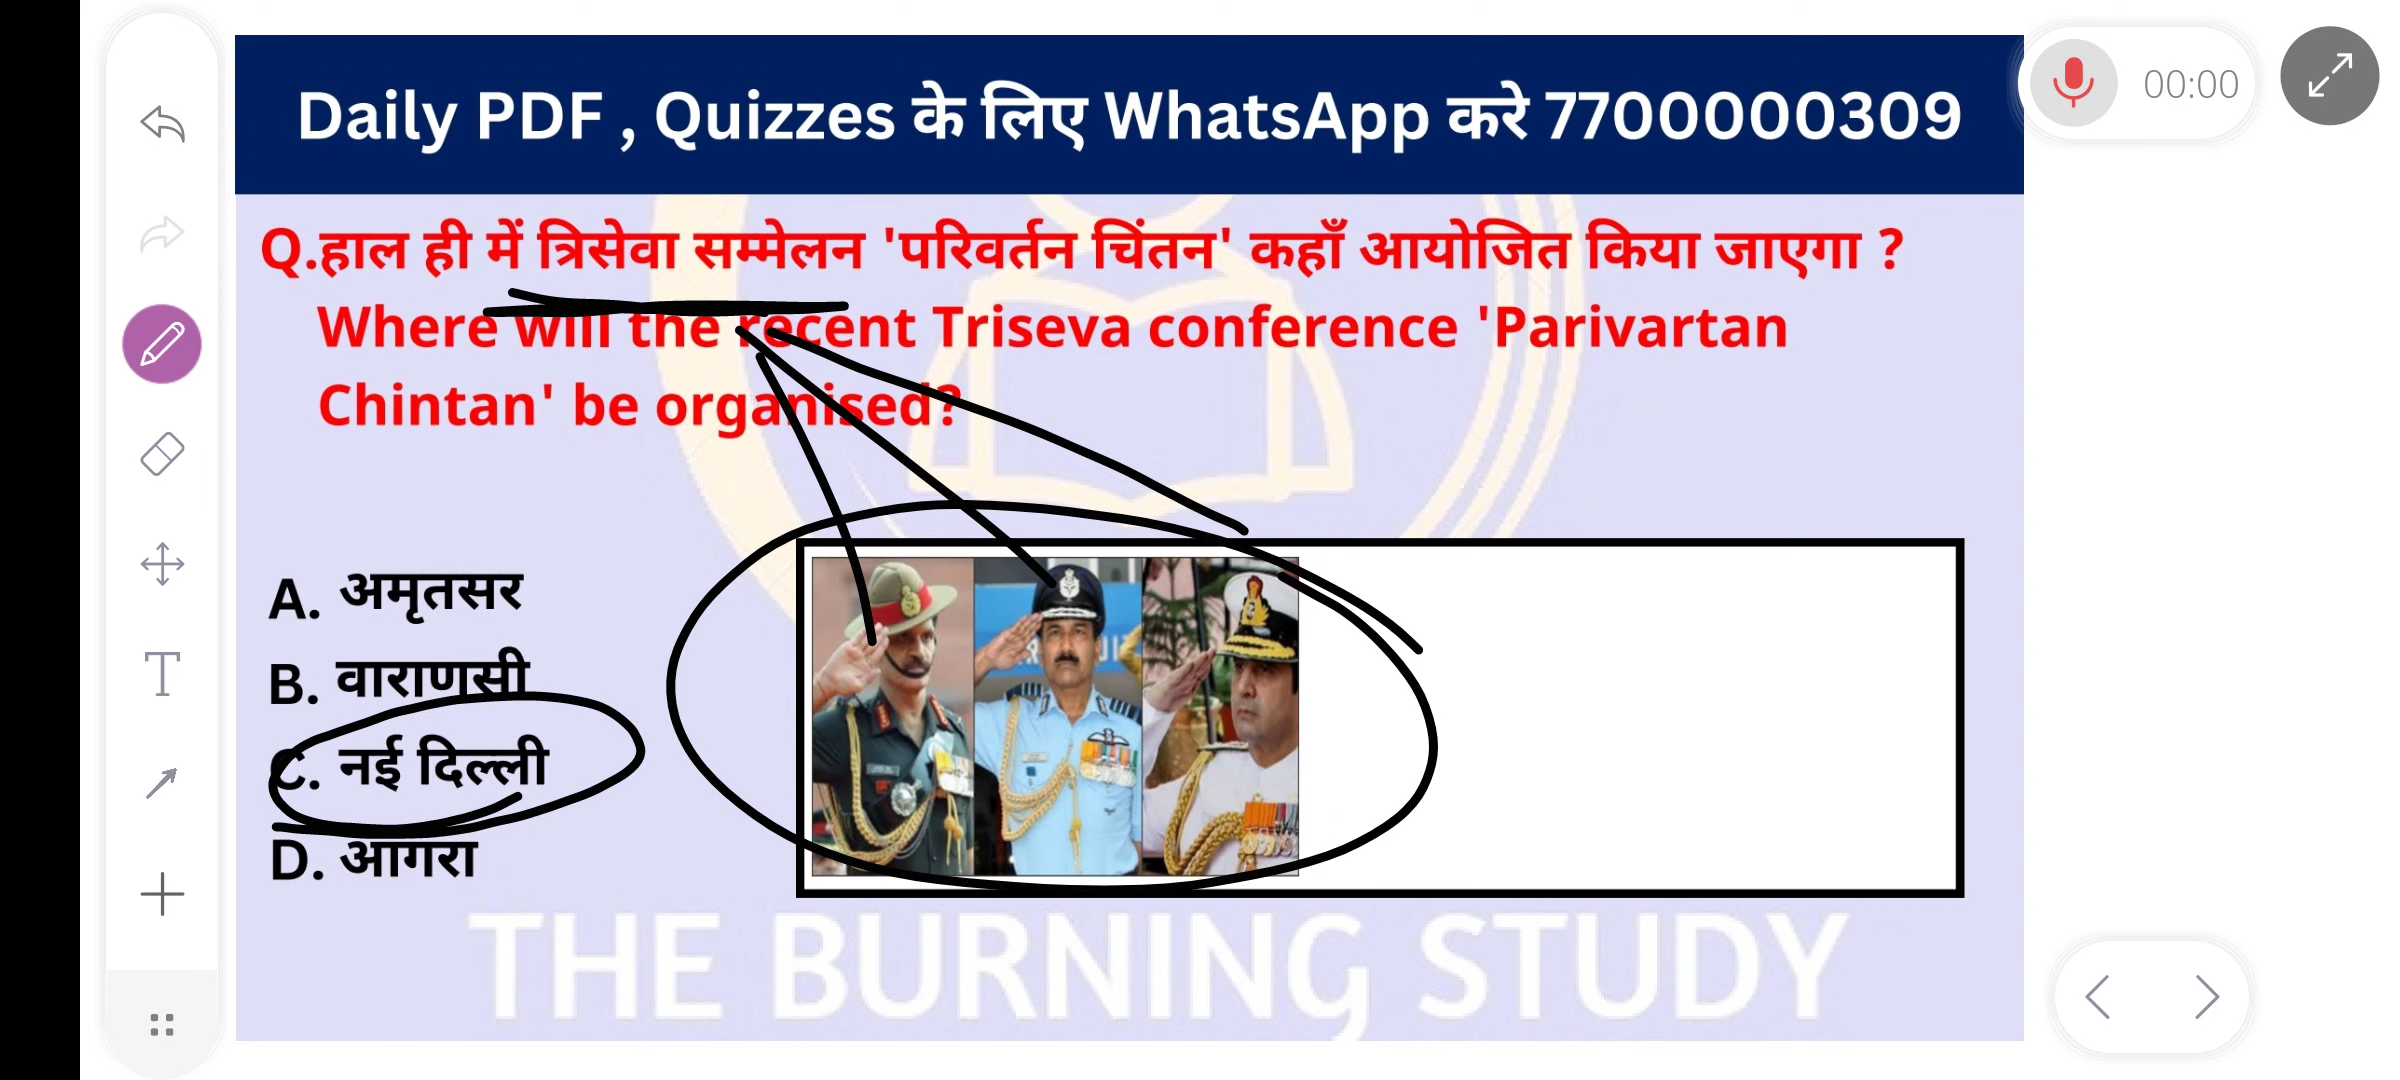 Daily PDF , Quizzes के लिए WhatsApp करे 7700000309
00:00
Q.हाल ही में त्रिसेवा सम्मेलन 'परिवर्तन चिंतन' कहाँ आयोजित किया जाएगा ?
Where will the recent Triseva conference 'Parivartan
Chintan' be organised?
A. अमृतसर
B. वाराणसी
C. नई दिल्ली
D. आगरा
THE BURNING STUDY